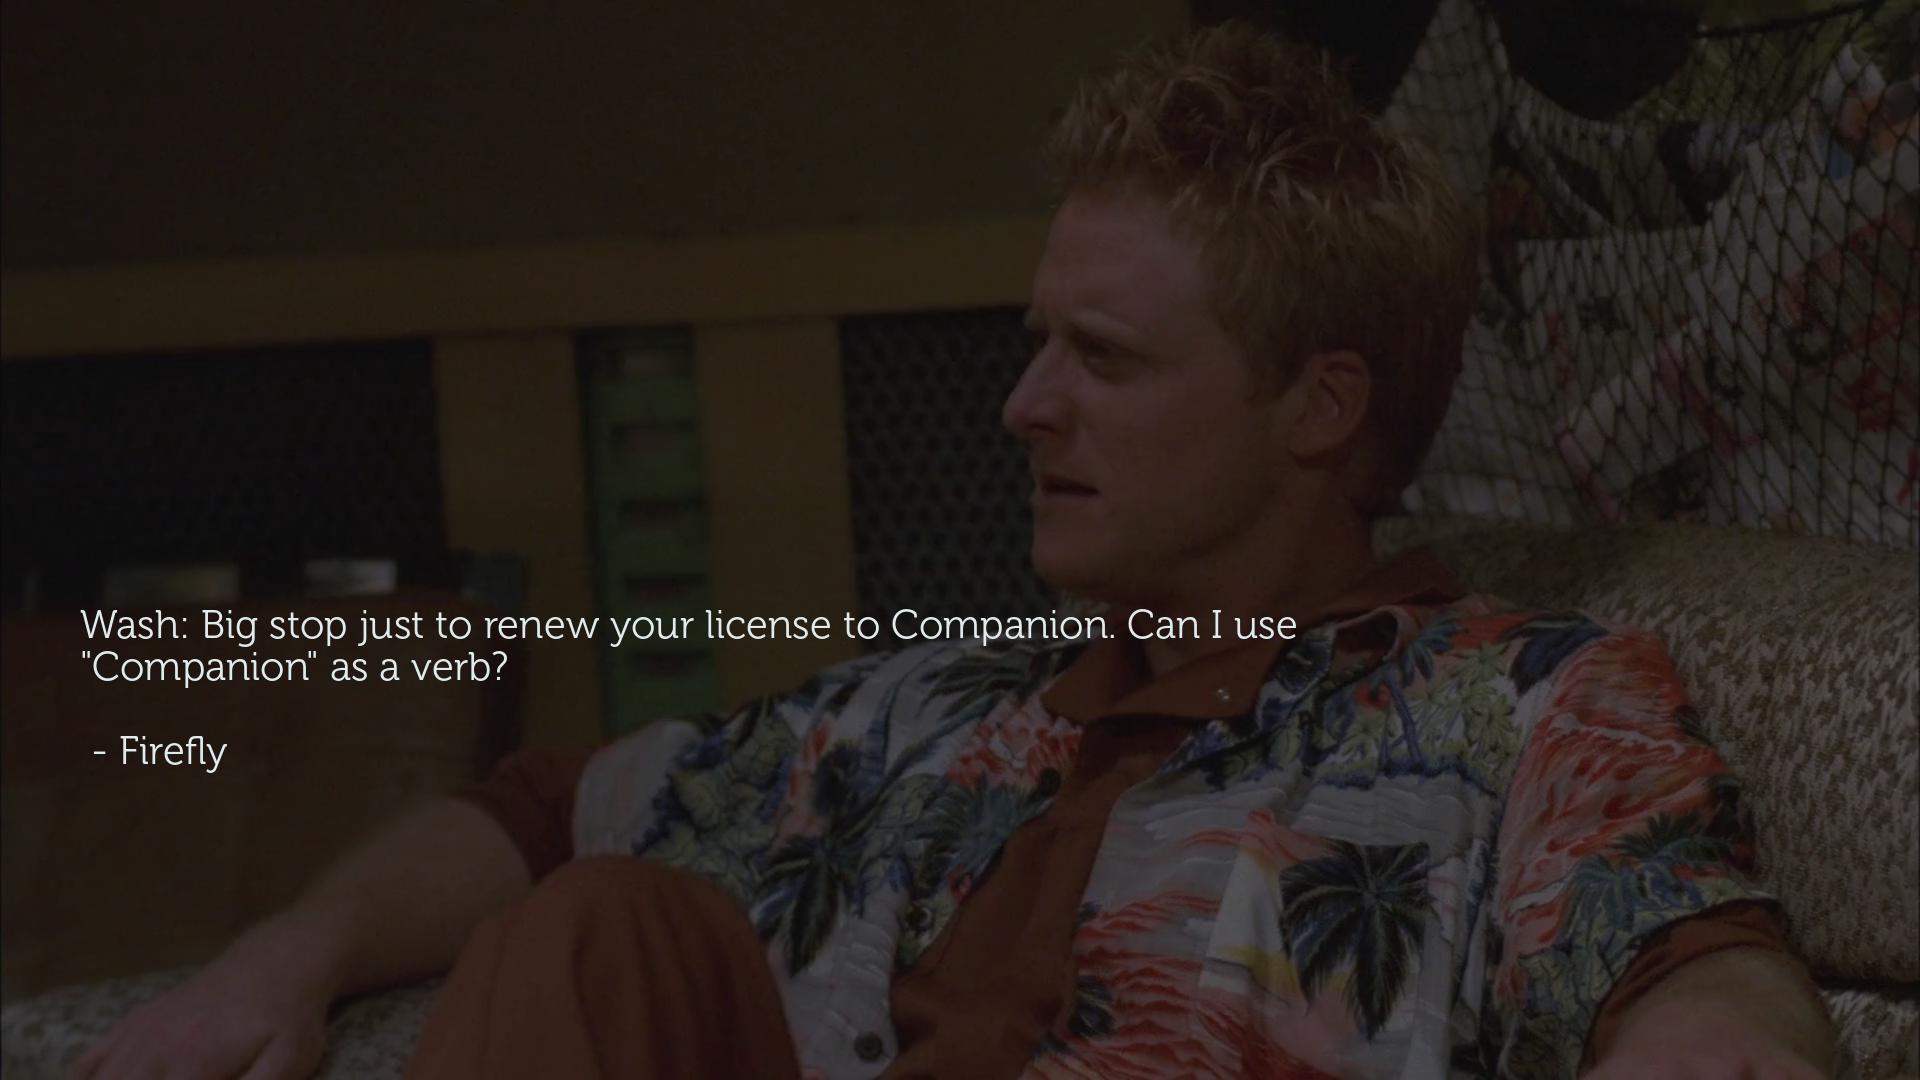 Wash: Big stop just to renew your license to Companion. Can I use
"Companion" as a verb?
- Firefly